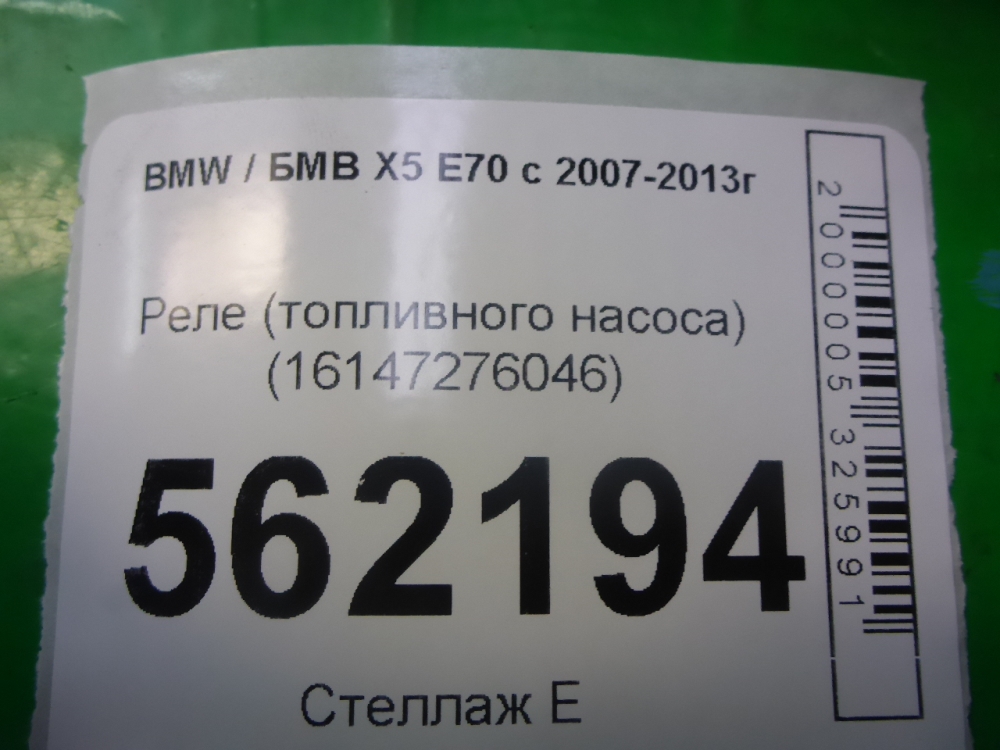 BMW / БМВ X5 E70 с 2007-2013г
Реле (топливного насоса)
(16147276046)
562194
Стеллаж E
2000005325991